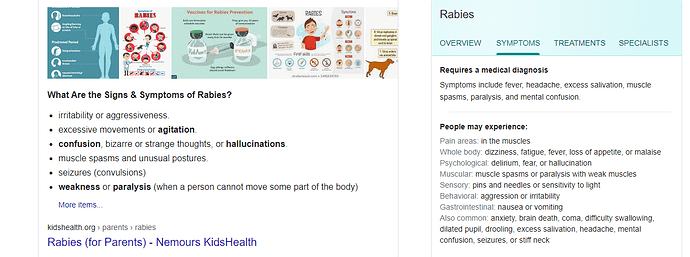 RABIES
Vaccines for Rabies Prevention
RABIES
What Are the Signs & Symptoms of Rabies?
irritability or aggressiveness.
excessive movements or agitation.
confusion, bizarre or strange thoughts, or hallucinations.
muscle spasms and unusual postures.
seizures (convulsions)
weakness or paralysis (when a person cannot move some part of the body)
More items...
kidshealth.org › parents › rabies
Rabies (for Parents) - Nemours KidsHealth
Rabies
OVERVIEW SYMPTOMS TREATMENTS SPECIALISTS
Requires a medical diagnosis
Symptoms include fever, headache, excess salivation, muscle
spasms, paralysis, and mental confusion.
People may experience:
Pain areas: in the muscles
Whole body: dizziness, fatigue, fever, loss of appetite, or malaise
Psychological: delirium, fear, or hallucination
Muscular: muscle spasms or paralysis with weak muscles
Sensory: pins and needles or sensitivity to light
Behavioral: aggression or irritability
Gastrointestinal: nausea or vomiting
Also common: anxiety, brain death, coma, difficulty swallowing,
dilated pupil, drooling, excess salivation, headache, mental
confusion, seizures, or stiff neck